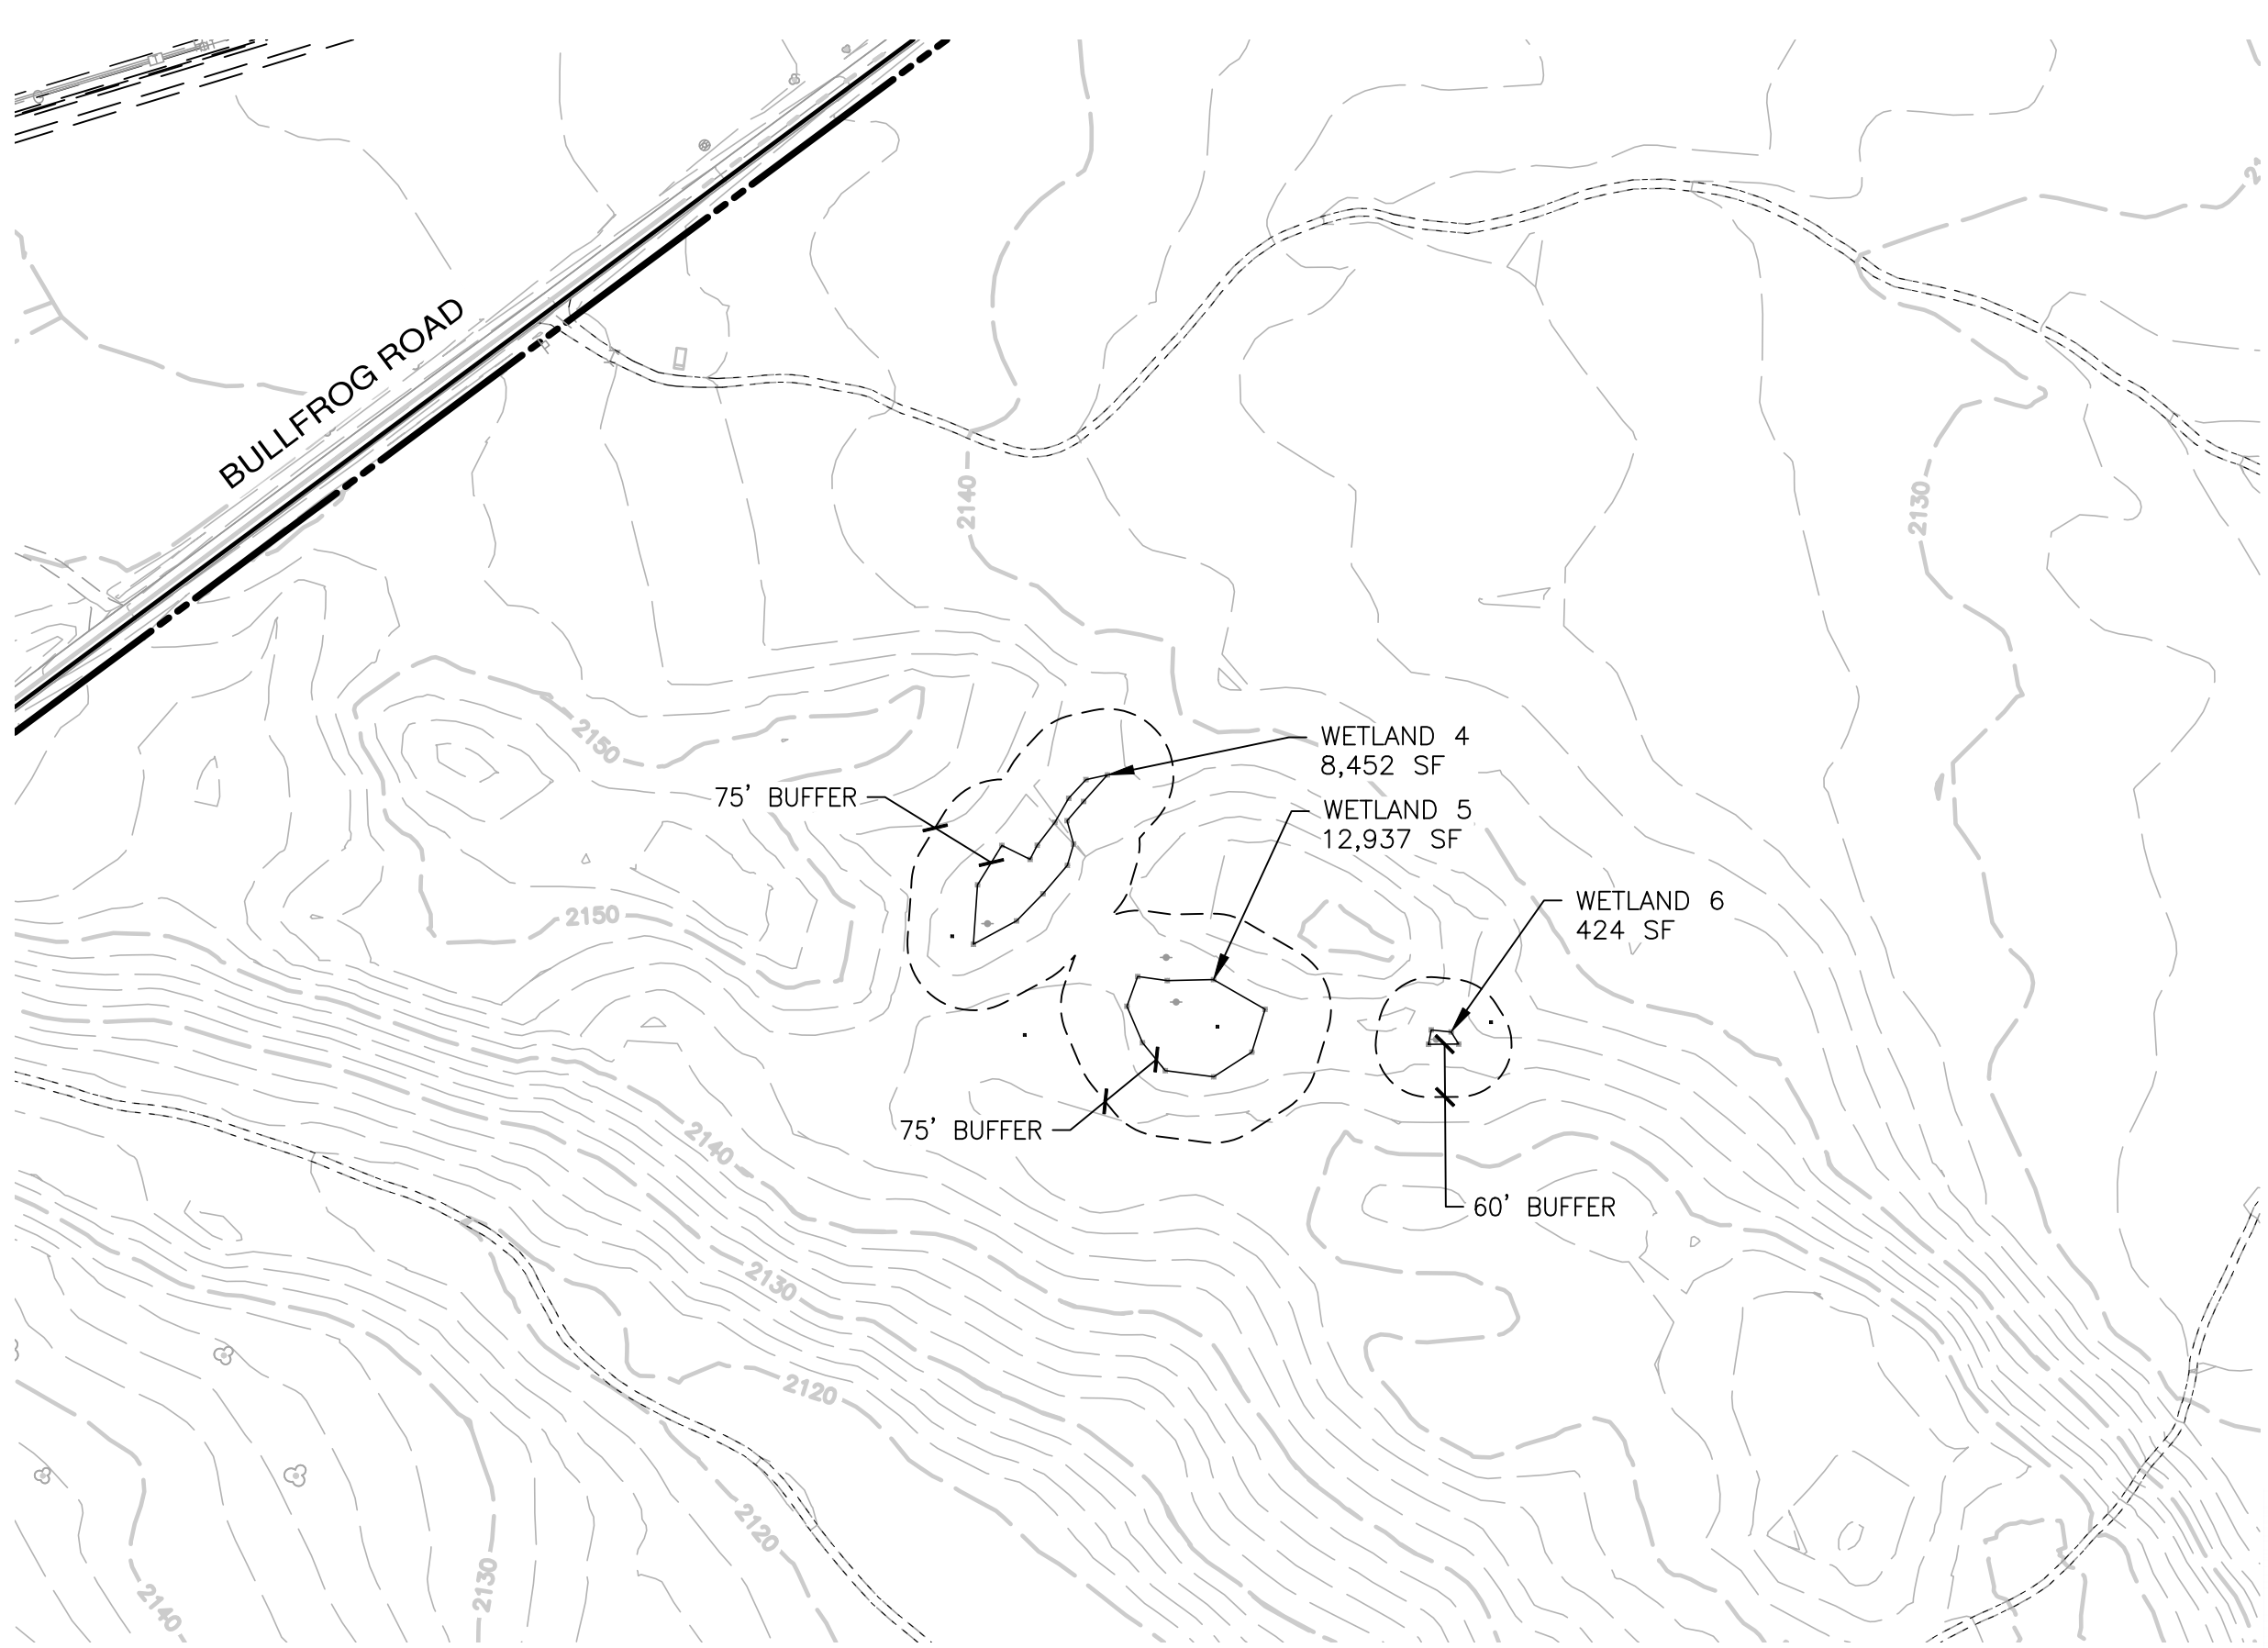 2
BULLFROG ROAD
2140
2130
2150
WETLAND 4
8,452 SF
75' BUFFER
WETLAND 5
12,937 SF
WETLAND 6
424 SF
2150
75' BUFFER
2140
60' BUFFER
2130
2120
2120
2130
2140